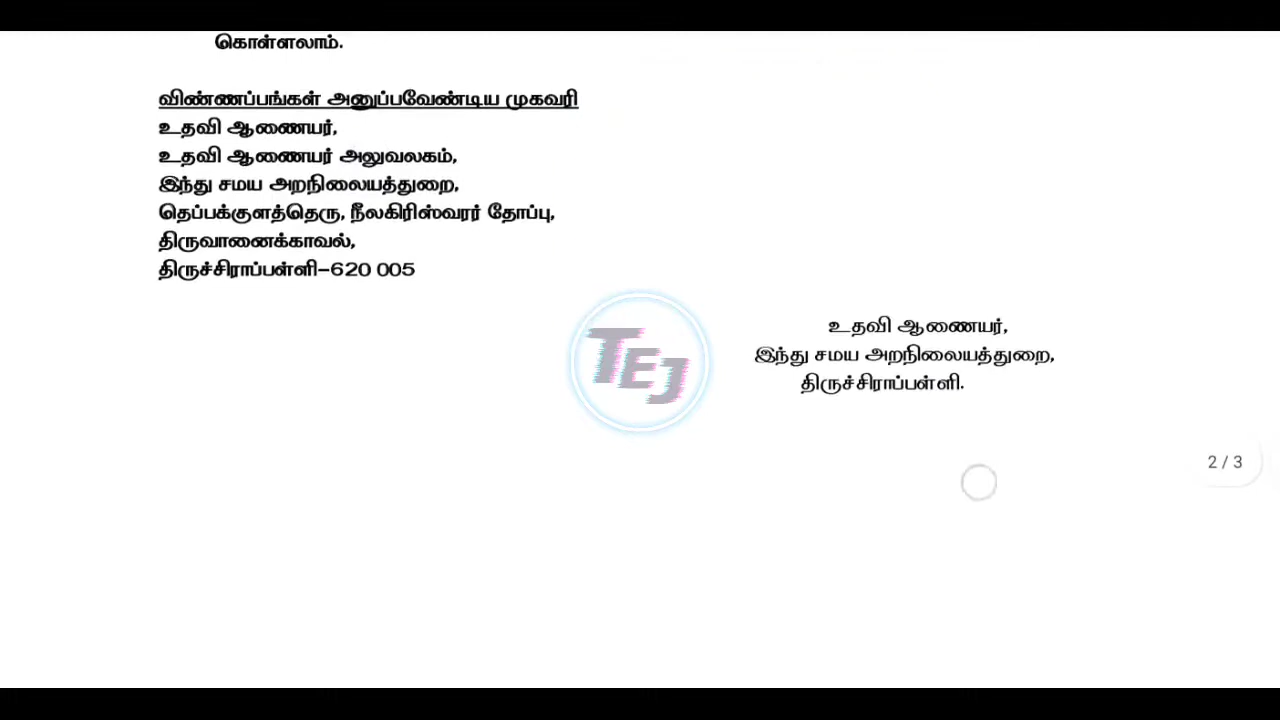 கொள்ளலாம்.
விண்ணப்பங்கள் அனுப்பவேண்டிய முகவரி
உதவி ஆணையர்,
உதவி ஆணையர் அலுவலகம்,
இந்து சமய அறநிலையத்துறை,
தெப்பக்குளத்தெரு, நீலகிரிஸ்வரர் தோப்பு,
திருவானைக்காவல்,
திருச்சிராப்பள்ளி–620 005
TEJ
உதவி ஆணையர்,
இந்து சமய அறநிலையத்துறை,
திருச்சிராப்பள்ளி.
2 / 3